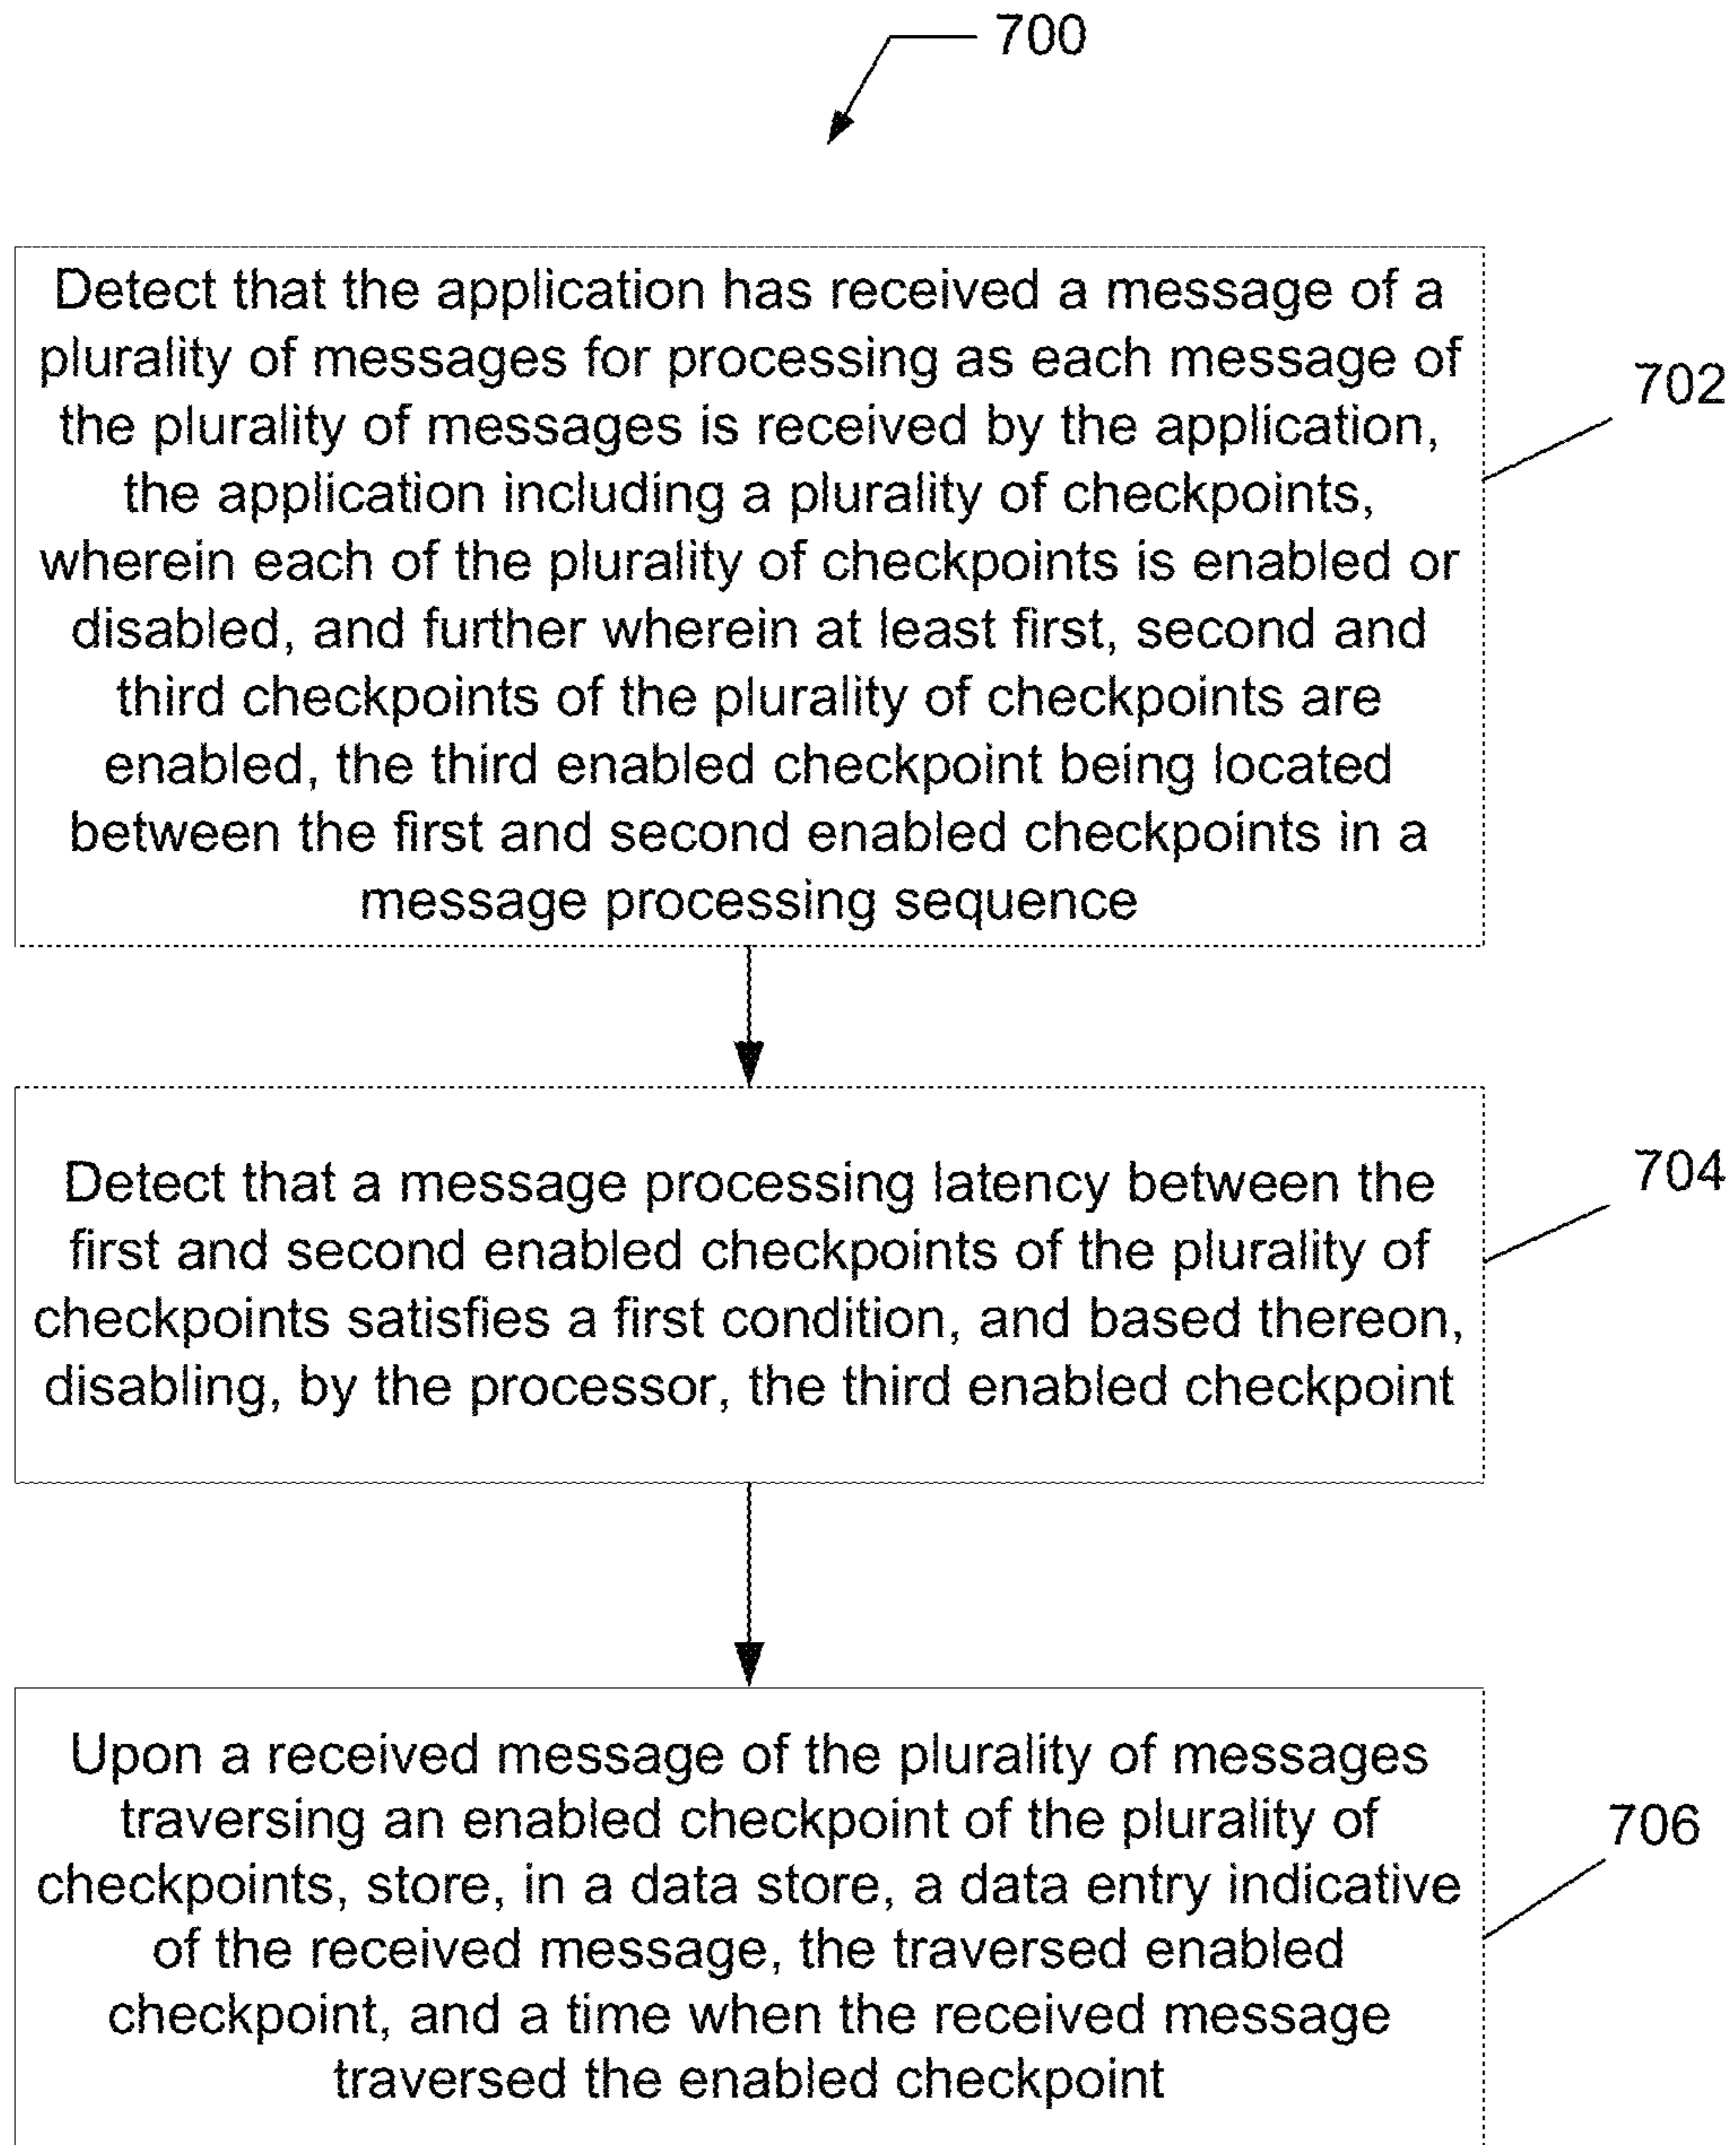 700
Detect that the application has received a message of a
plurality of messages for processing as each message of
the plurality of messages is received by the application,
the application including a plurality of checkpoints,
wherein each of the plurality of checkpoints is enabled or
disabled, and further wherein at least first, second and
third checkpoints of the plurality of checkpoints are
enabled, the third enabled checkpoint being located
between the first and second enabled checkpoints in a
message processing sequence
702
Detect that a message processing latency between the
first and second enabled checkpoints of the plurality of
checkpoints satisfies a first condition, and based thereon,
disabling, by the processor, the third enabled checkpoint
704
Upon a received message of the plurality of messages
traversing an enabled checkpoint of the plurality of
checkpoints, store, in a data store, a data entry indicative
of the received message, the traversed enabled
checkpoint, and a time when the received message
traversed the enabled checkpoint
706